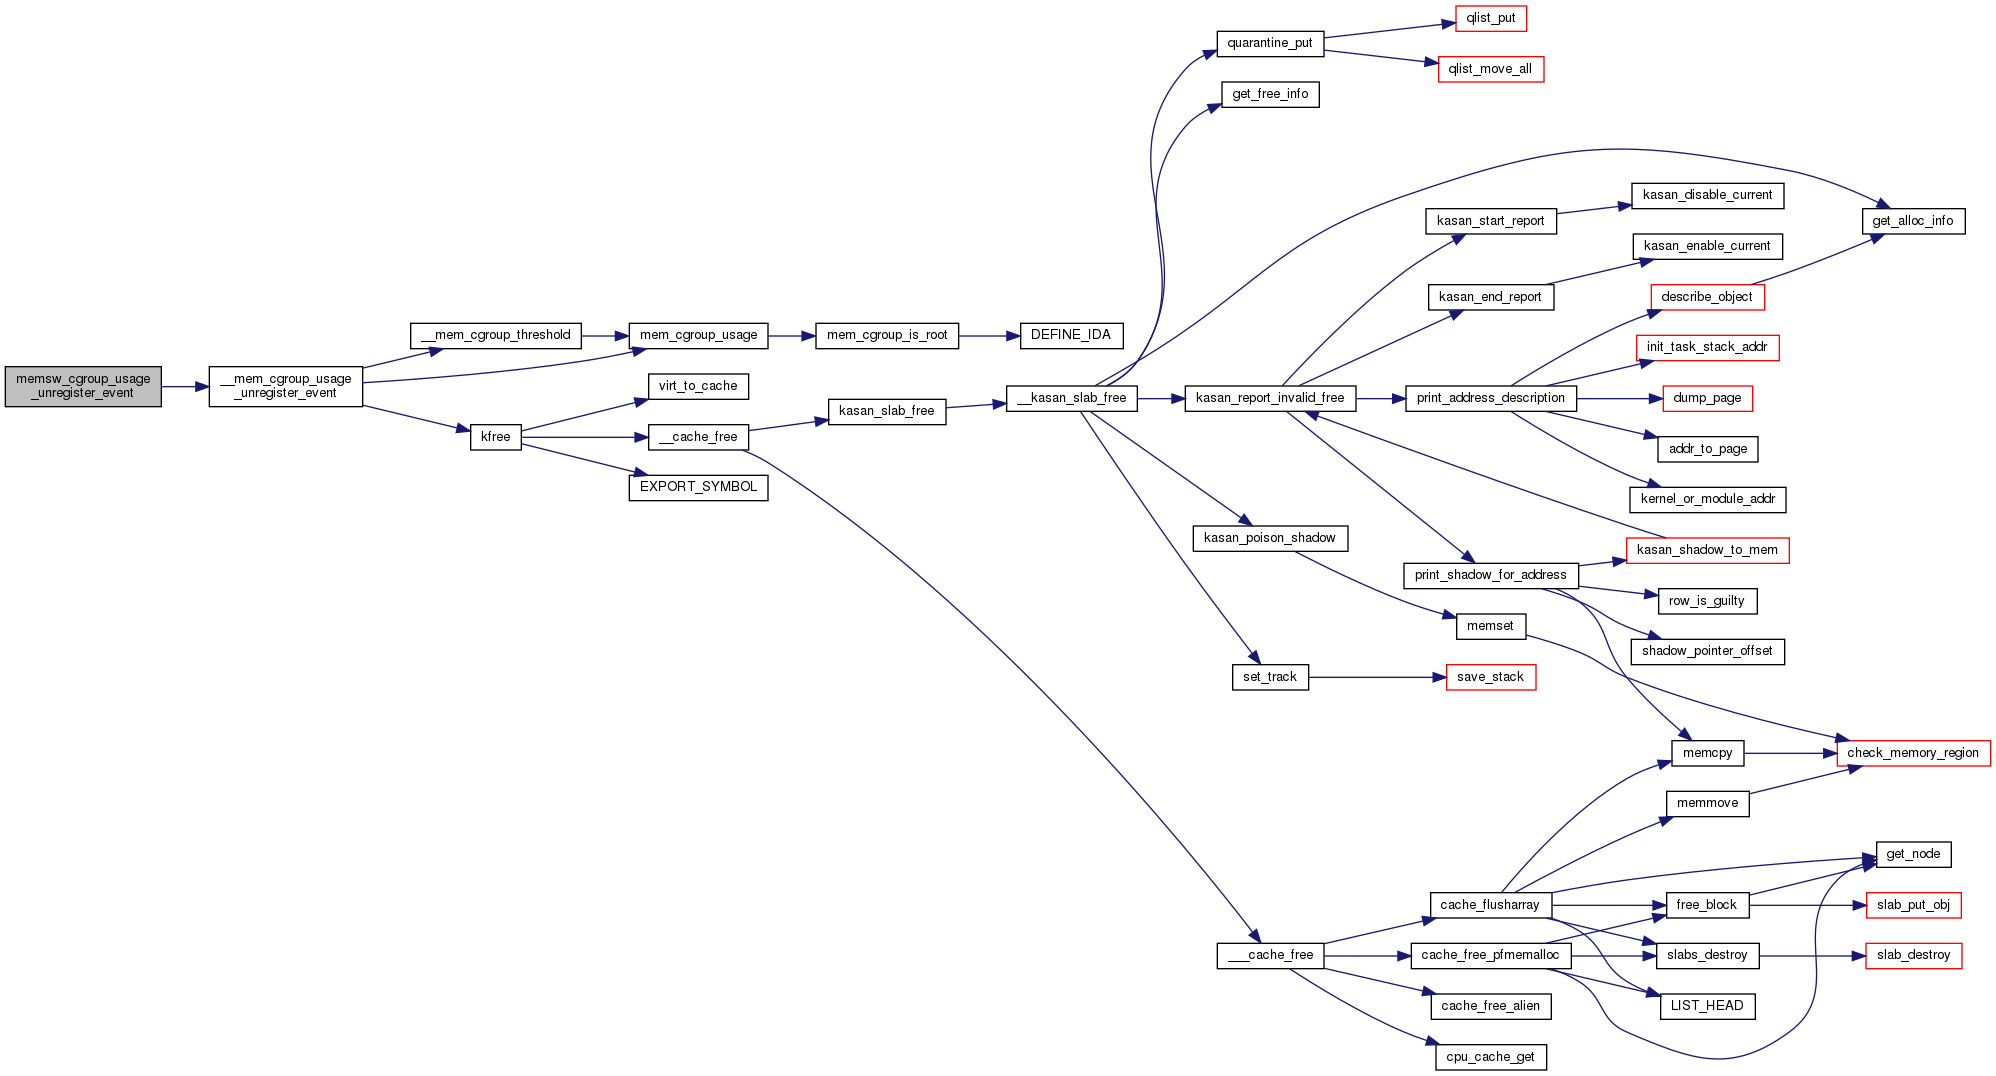 memsw_cgroup_usage
_unregister_event
__mem_cgroup_usage
_unregister_event
__mem_cgroup_threshold
mem_cgroup_usage
mem_cgroup_is_root
DEFINE_IDA
kfree
virt_to_cache
__cache_free
EXPORT_SYMBOL
kasan_slab_free
__kasan_slab_free
quarantine_put
qlist_put
qlist_move_all
get_free_info
get_alloc_info
kasan_report_invalid_free
kasan_start_report
kasan_disable_current
kasan_end_report
kasan_enable_current
print_address_description
describe_object
init_task_stack_addr
dump_page
addr_to_page
kernel_or_module_addr
print_shadow_for_address
kasan_shadow_to_mem
row_is_guilty
shadow_pointer_offset
kasan_poison_shadow
memset
set_track
save_stack
memcpy
check_memory_region
memmove
___cache_free
cache_flusharray
get_node
free_block
slab_put_obj
cache_free_pfmemalloc
slabs_destroy
slab_destroy
LIST_HEAD
cache_free_alien
cpu_cache_get